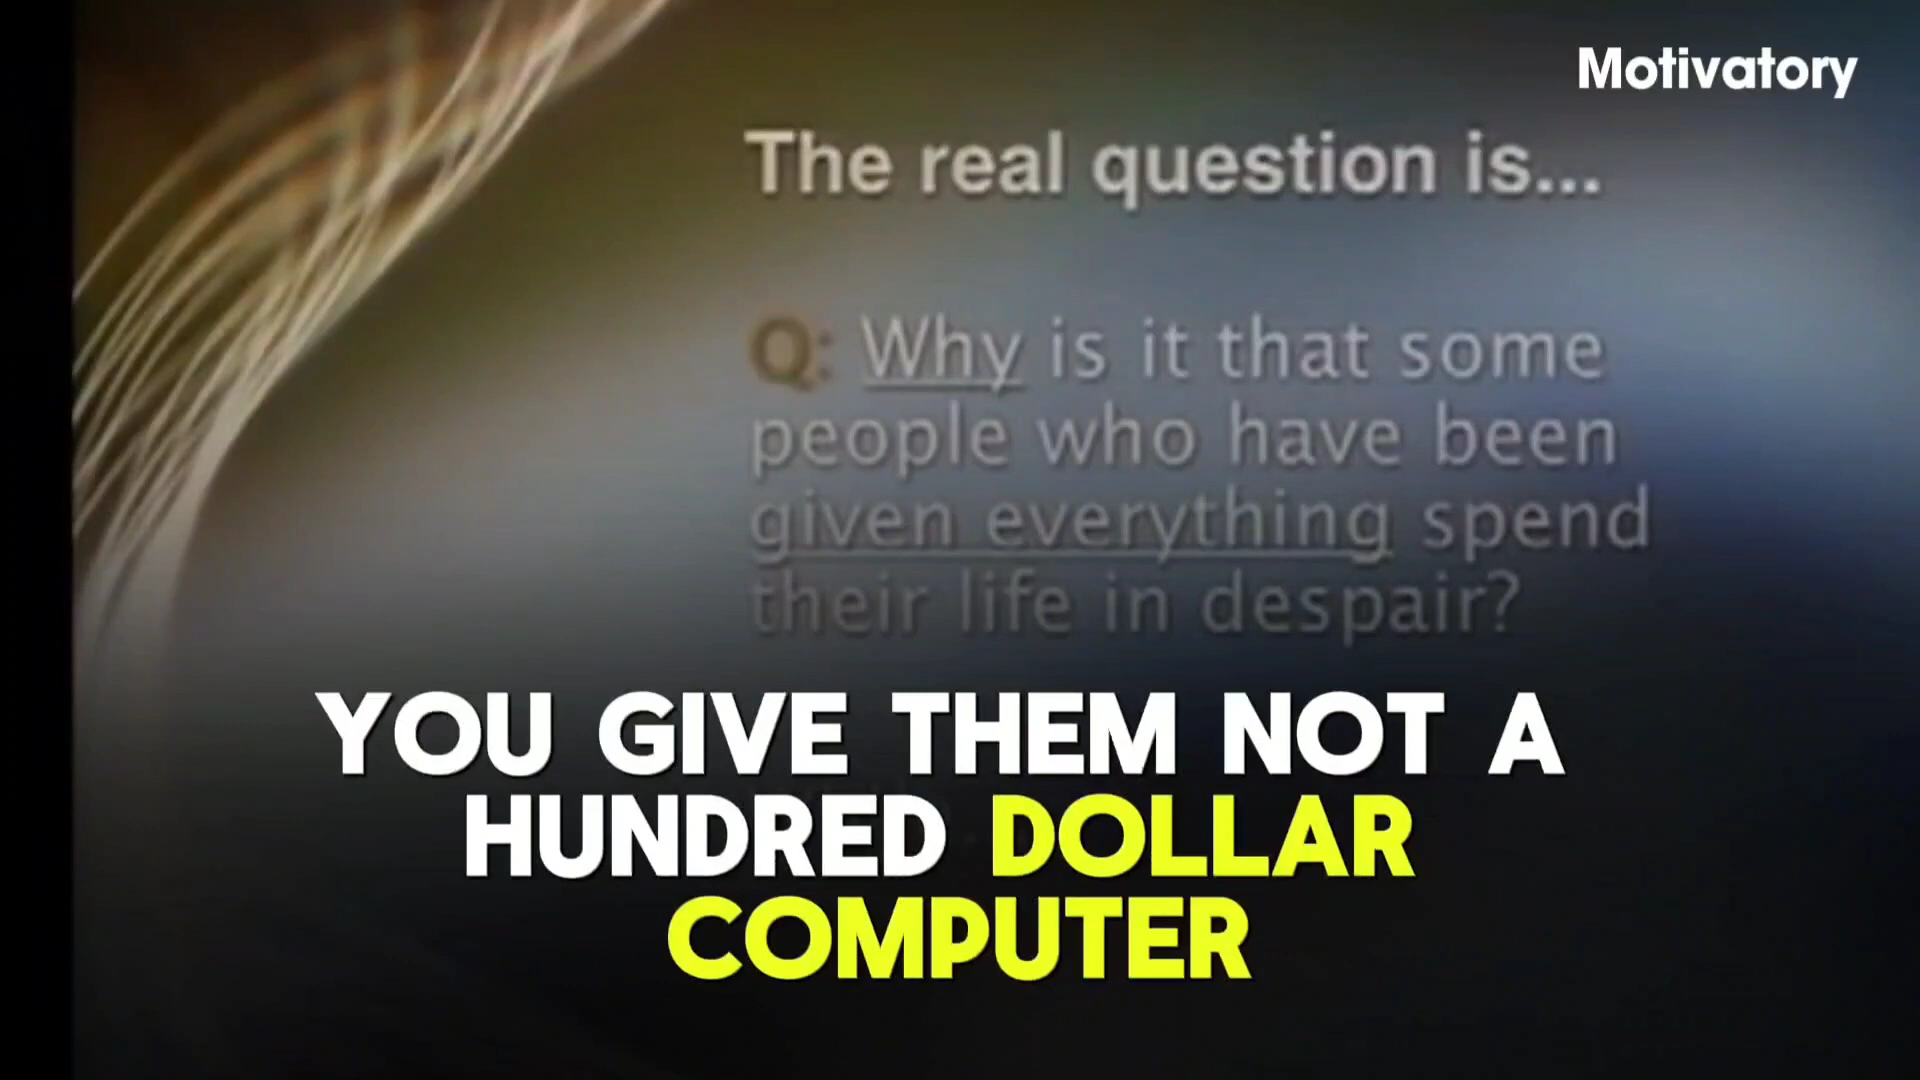 Motivatory
The real question is...
Q: Why is it that some
people who have been
given everything spend
their life in despair?
YOU GIVE THEM NOT A
HUNDRED DOLLAR
COMPUTER